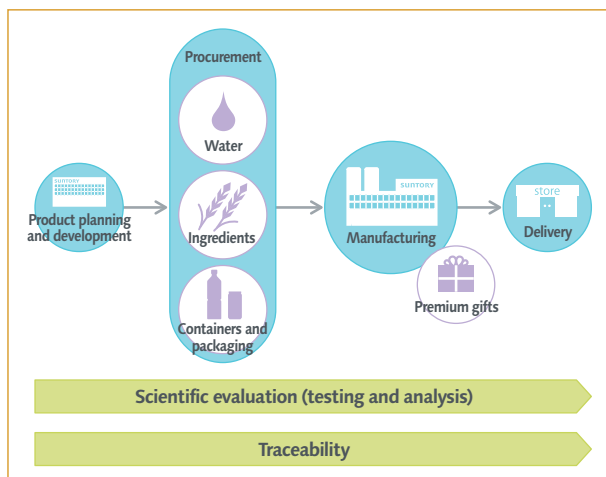 Procurement
Water
SUNTORY
Product planning
and development
Ingredients
Containers and
packaging
SUNTORY
Manufacturing
Premium gifts
store
Delivery
Scientific evaluation (testing and analysis)
Traceability